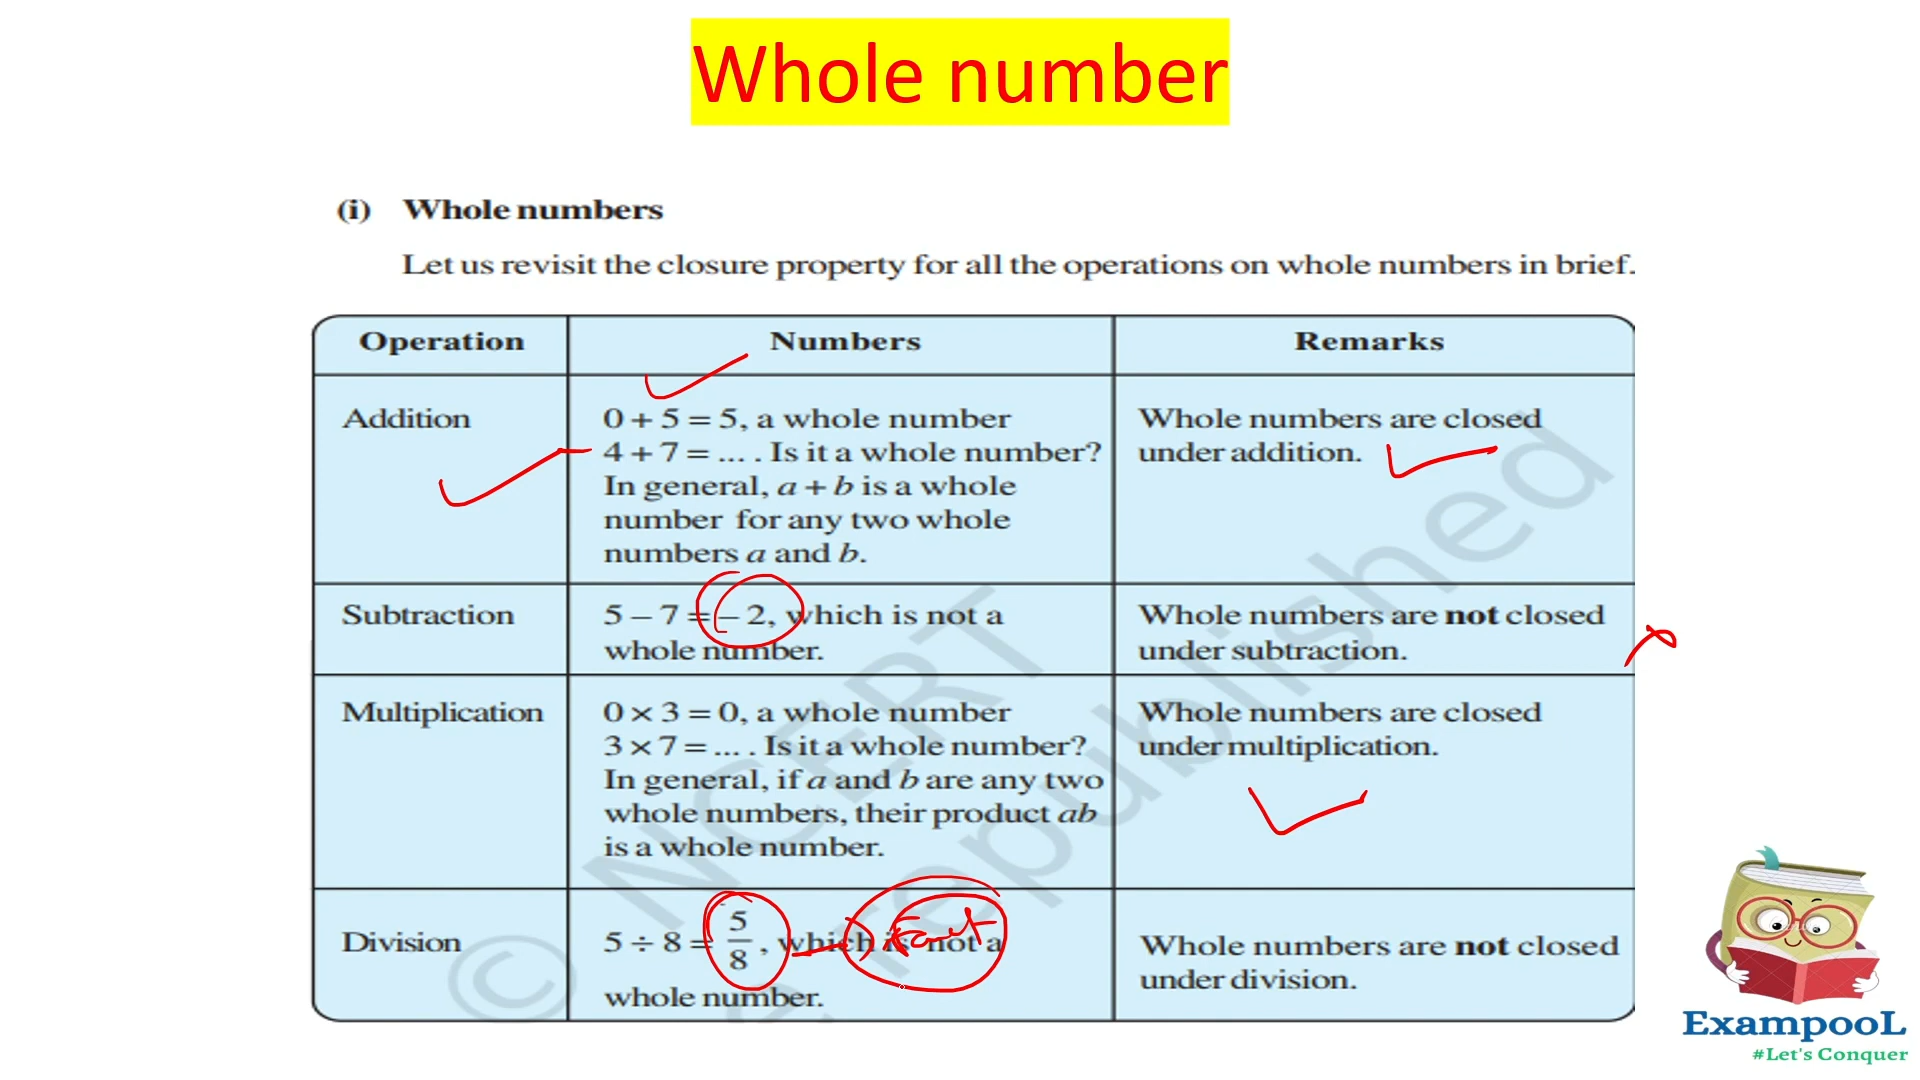 Whole number
(i) Whole numbers
Let us revisit the closure property for all the operations on whole numbers in brief.
Operation Numbers Remarks
Addition
0 + 5 = 5, a whole number
4 + 7 = ... . Is it a whole number?
In general, a + b is a whole
number for any two whole
numbers a and b.
Whole numbers are closed
under addition.
Subtraction
5 – 7 = – 2, which is not a
whole number.
Whole numbers are not closed
under subtraction.
Multiplication
0 × 3 = 0, a whole number
3 × 7 = ... . Is it a whole number?
In general, if a and b are any two
whole numbers, their product ab
is a whole number.
Whole numbers are closed
under multiplication.
Division
5 ÷ 8 = 5/8, which is not a
whole number.
Whole numbers are not closed
under division.
© NCERT
republished
ExampooL
#Let's Conquer